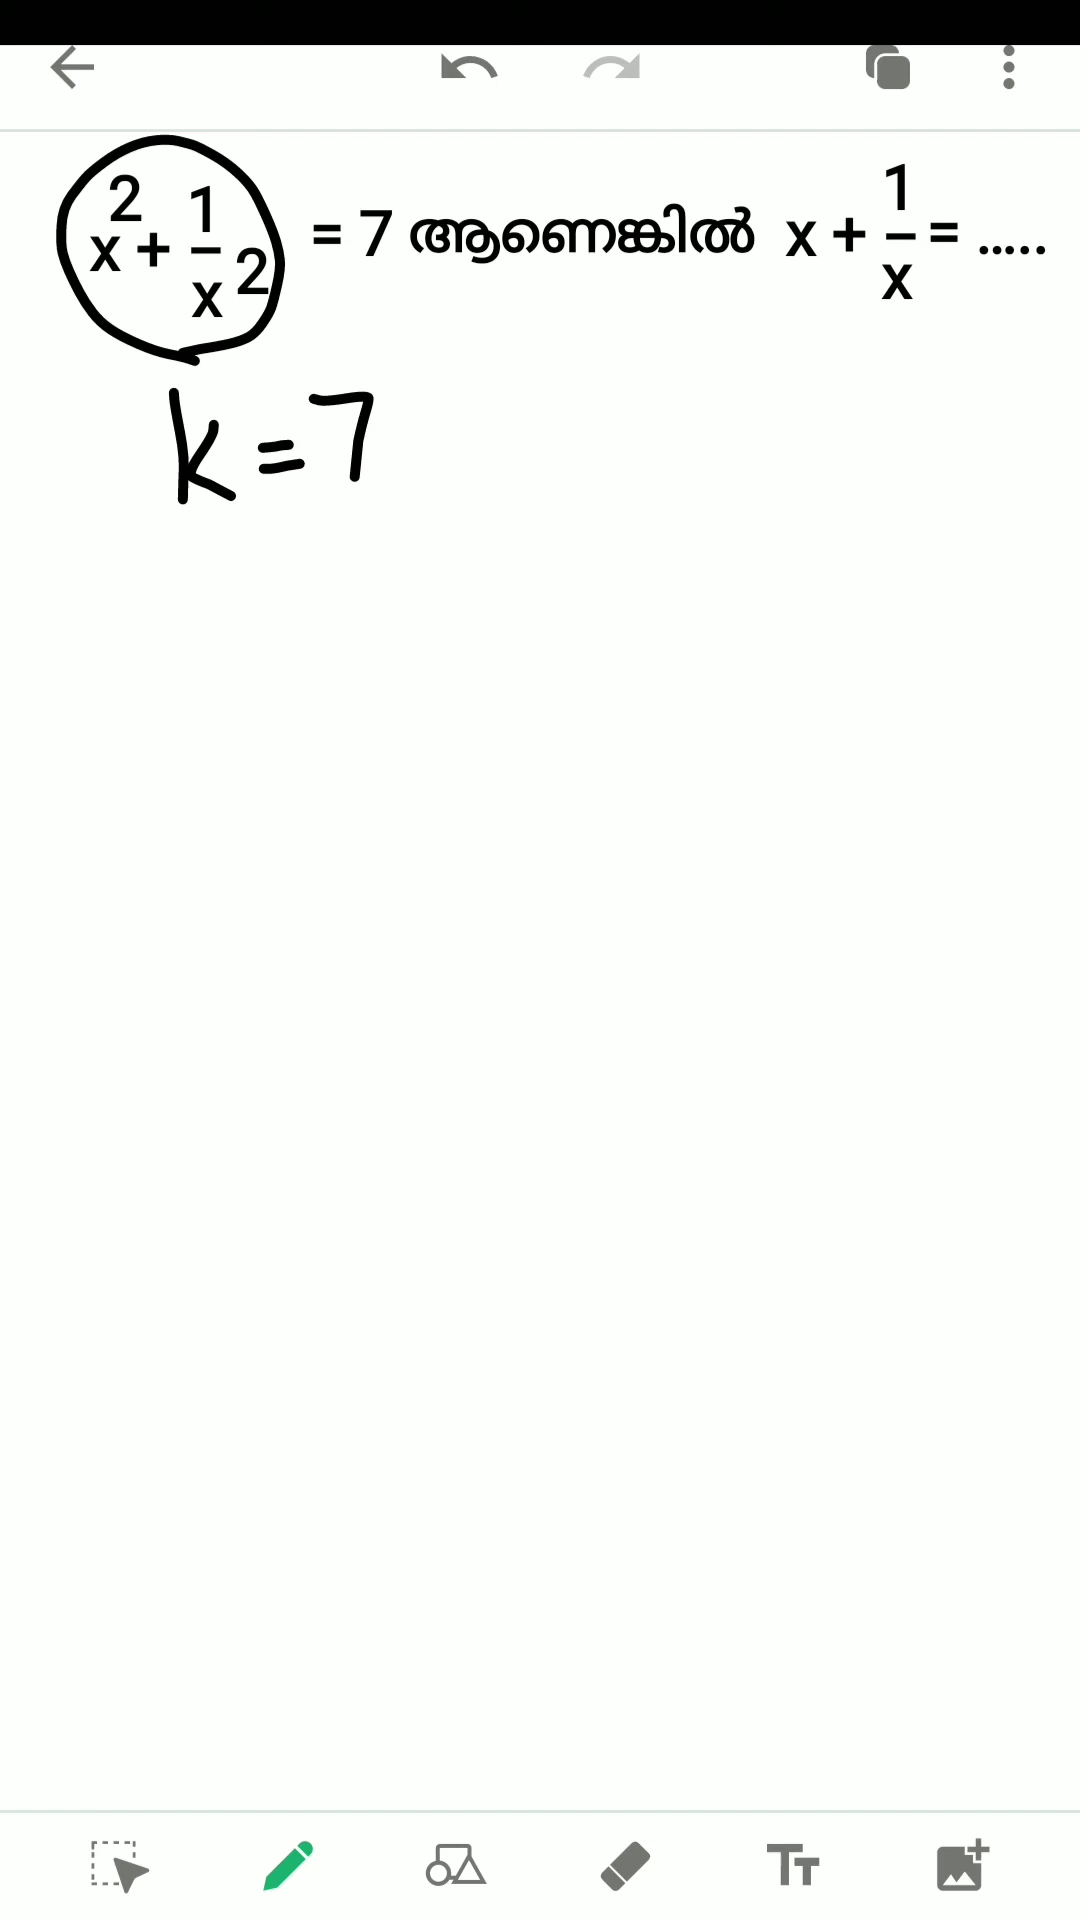 x² + 1/x² = 7 ആണെങ്കിൽ x + 1/x = .....
k = 7